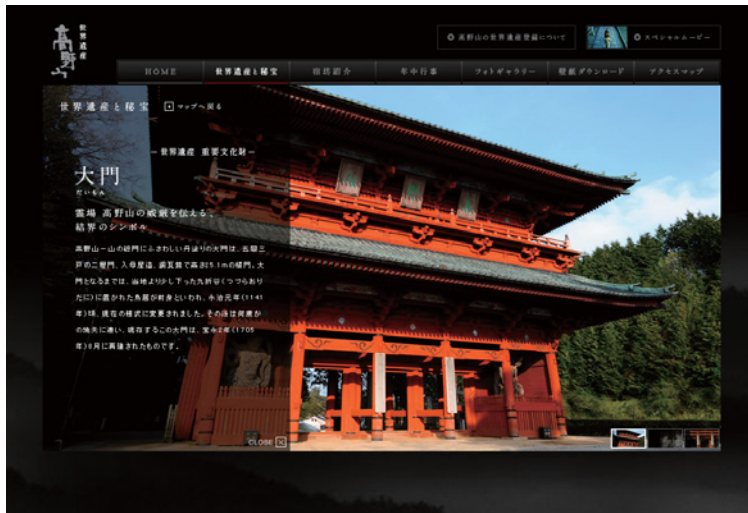 世界遺産
高野山
高野山の世界遺産登録について
スペシャルムービー
HOME
世界遺産と秘宝
宿坊紹介
年中行事
フォトギャラリー
壁紙ダウンロード
アクセスマップ
世界遺産と秘宝 マップへ戻る
－世界遺産 重要文化財－
大門
だいもん
霊場 高野山の威厳を伝える、
結界のシンボル
高野山一山の総門にふさわしい丹塗りの大門は、五間三
戸の二階門、入母屋造、銅瓦葺で高さ25.1mの楼門。大
門となるまでは、当地より少し下った九折谷(つづらおり
だに)に置かれた鳥居が前身といわれ、永治元年(1141
年)頃、現在の様式に変更されました。その後は何度か
の焼失に遭い、現存するこの大門は、宝永2年(1705
年)8月に再建されたものです。
CLOSE